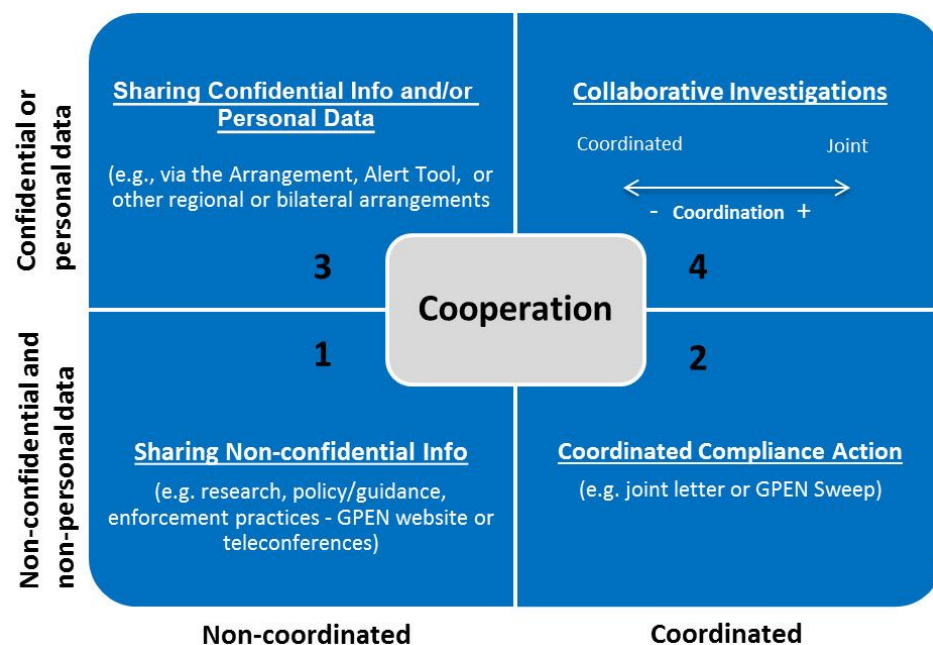 Confidential or
personal data
Sharing Confidential Info and/or
Personal Data
(e.g., via the Arrangement, Alert Tool, or
other regional or bilateral arrangements
3
Collaborative Investigations
Coordinated Joint
- Coordination +
4
Cooperation
Non-confidential and
non-personal data
1
Sharing Non-confidential Info
(e.g. research, policy/guidance,
enforcement practices - GPEN website or
teleconferences)
2
Coordinated Compliance Action
(e.g. joint letter or GPEN Sweep)
Non-coordinated
Coordinated